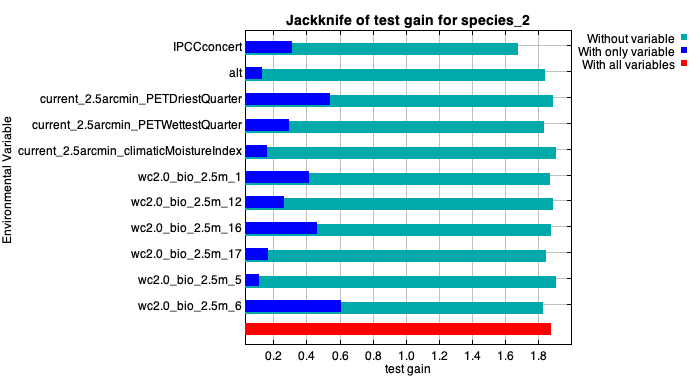 Jackknife of test gain for species_2
Without variable
With only variable
With all variables
Environmental Variable
IPCCconcert
alt
current_2.5arcmin_PETDriestQuarter
current_2.5arcmin_PETWettestQuarter
current_2.5arcmin_climaticMoistureIndex
wc2.0_bio_2.5m_1
wc2.0_bio_2.5m_12
wc2.0_bio_2.5m_16
wc2.0_bio_2.5m_17
wc2.0_bio_2.5m_5
wc2.0_bio_2.5m_6
0.2 0.4 0.6 0.8 1.0 1.2 1.4 1.6 1.8
test gain